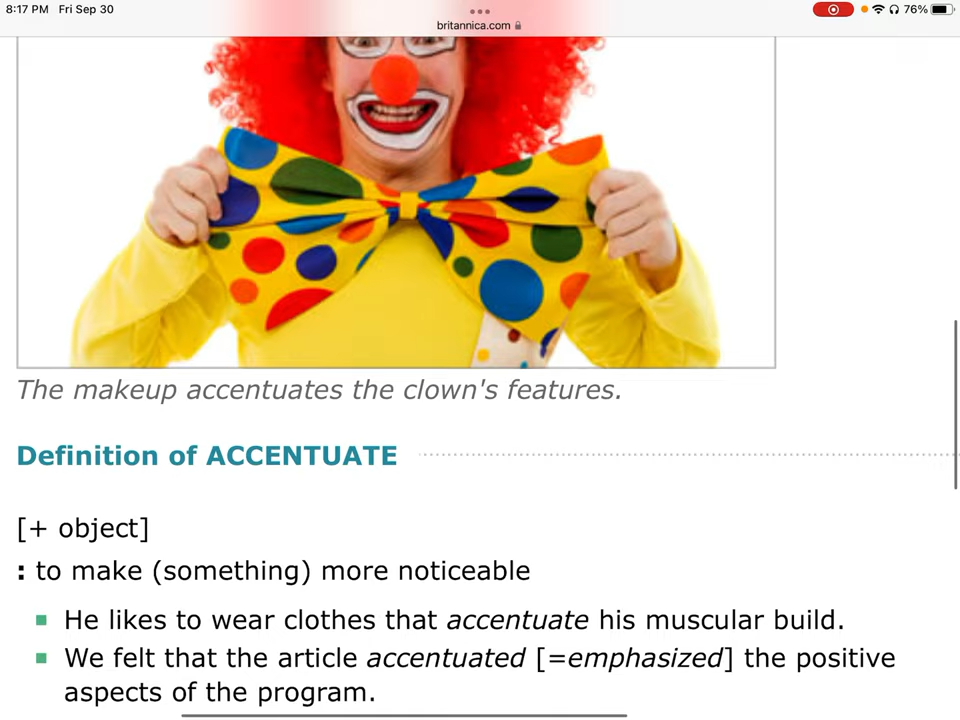 8:17 PM Fri Sep 30
76%
britannica.com
The makeup accentuates the clown's features.
Definition of ACCENTUATE
[+ object]
: to make (something) more noticeable
He likes to wear clothes that accentuate his muscular build.
We felt that the article accentuated [=emphasized] the positive
aspects of the program.